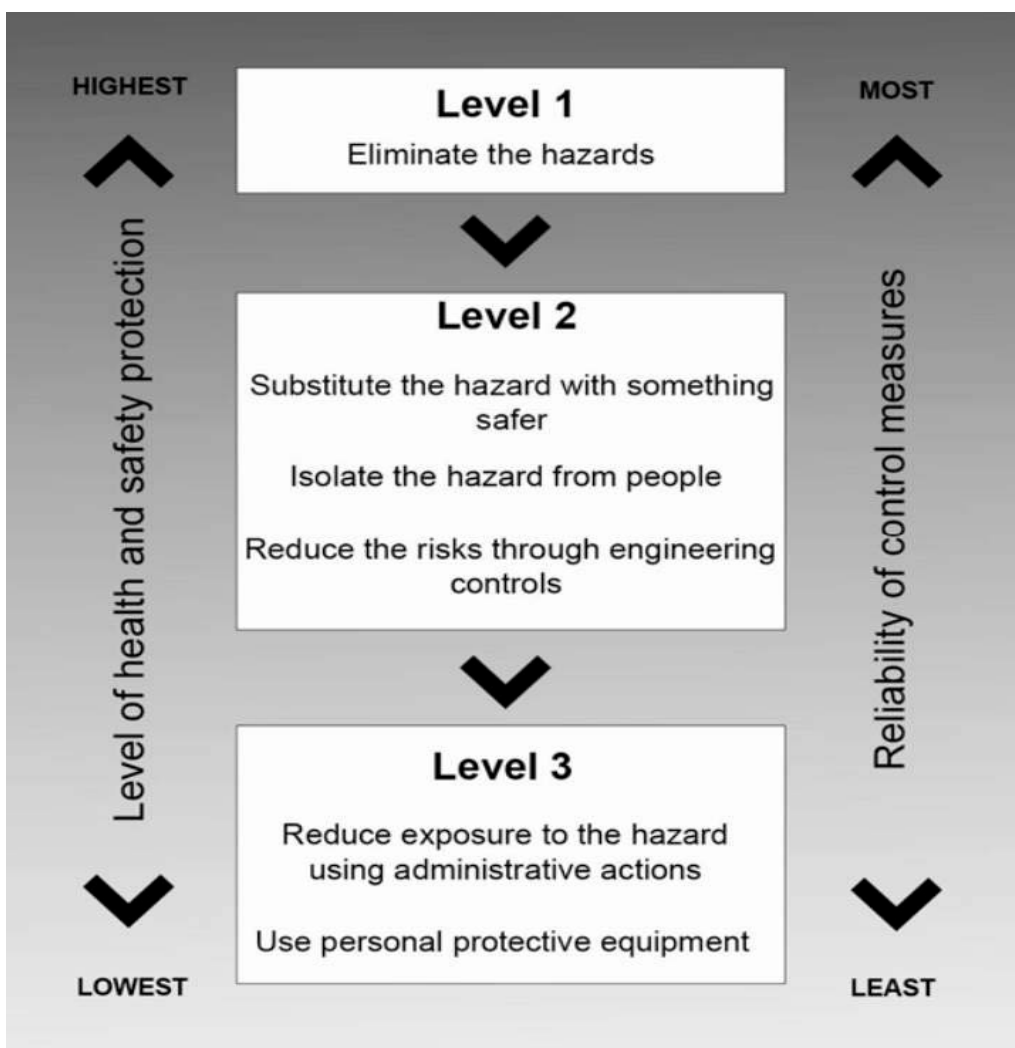 HIGHEST
Level 1
MOST
Eliminate the hazards
Level of health and safety protection
Reliability of control measures
Level 2
Substitute the hazard with something
safer
Isolate the hazard from people
Reduce the risks through engineering
controls
Level 3
Reduce exposure to the hazard
using administrative actions
Use personal protective equipment
LOWEST
LEAST